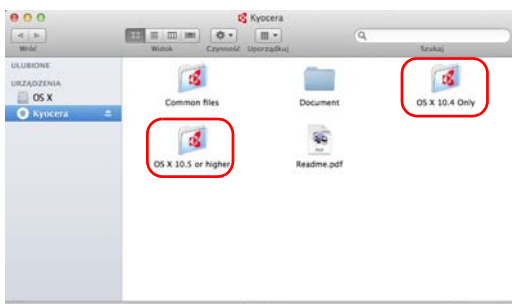 Kyocera
Wróć
Widok
Czynność
Uporządkuj
Szukaj
ULUBIONE
URZĄDZENIA
OS X
Kyocera
Common files
Document
OS X 10.4 Only
OS X 10.5 or higher
Readme.pdf